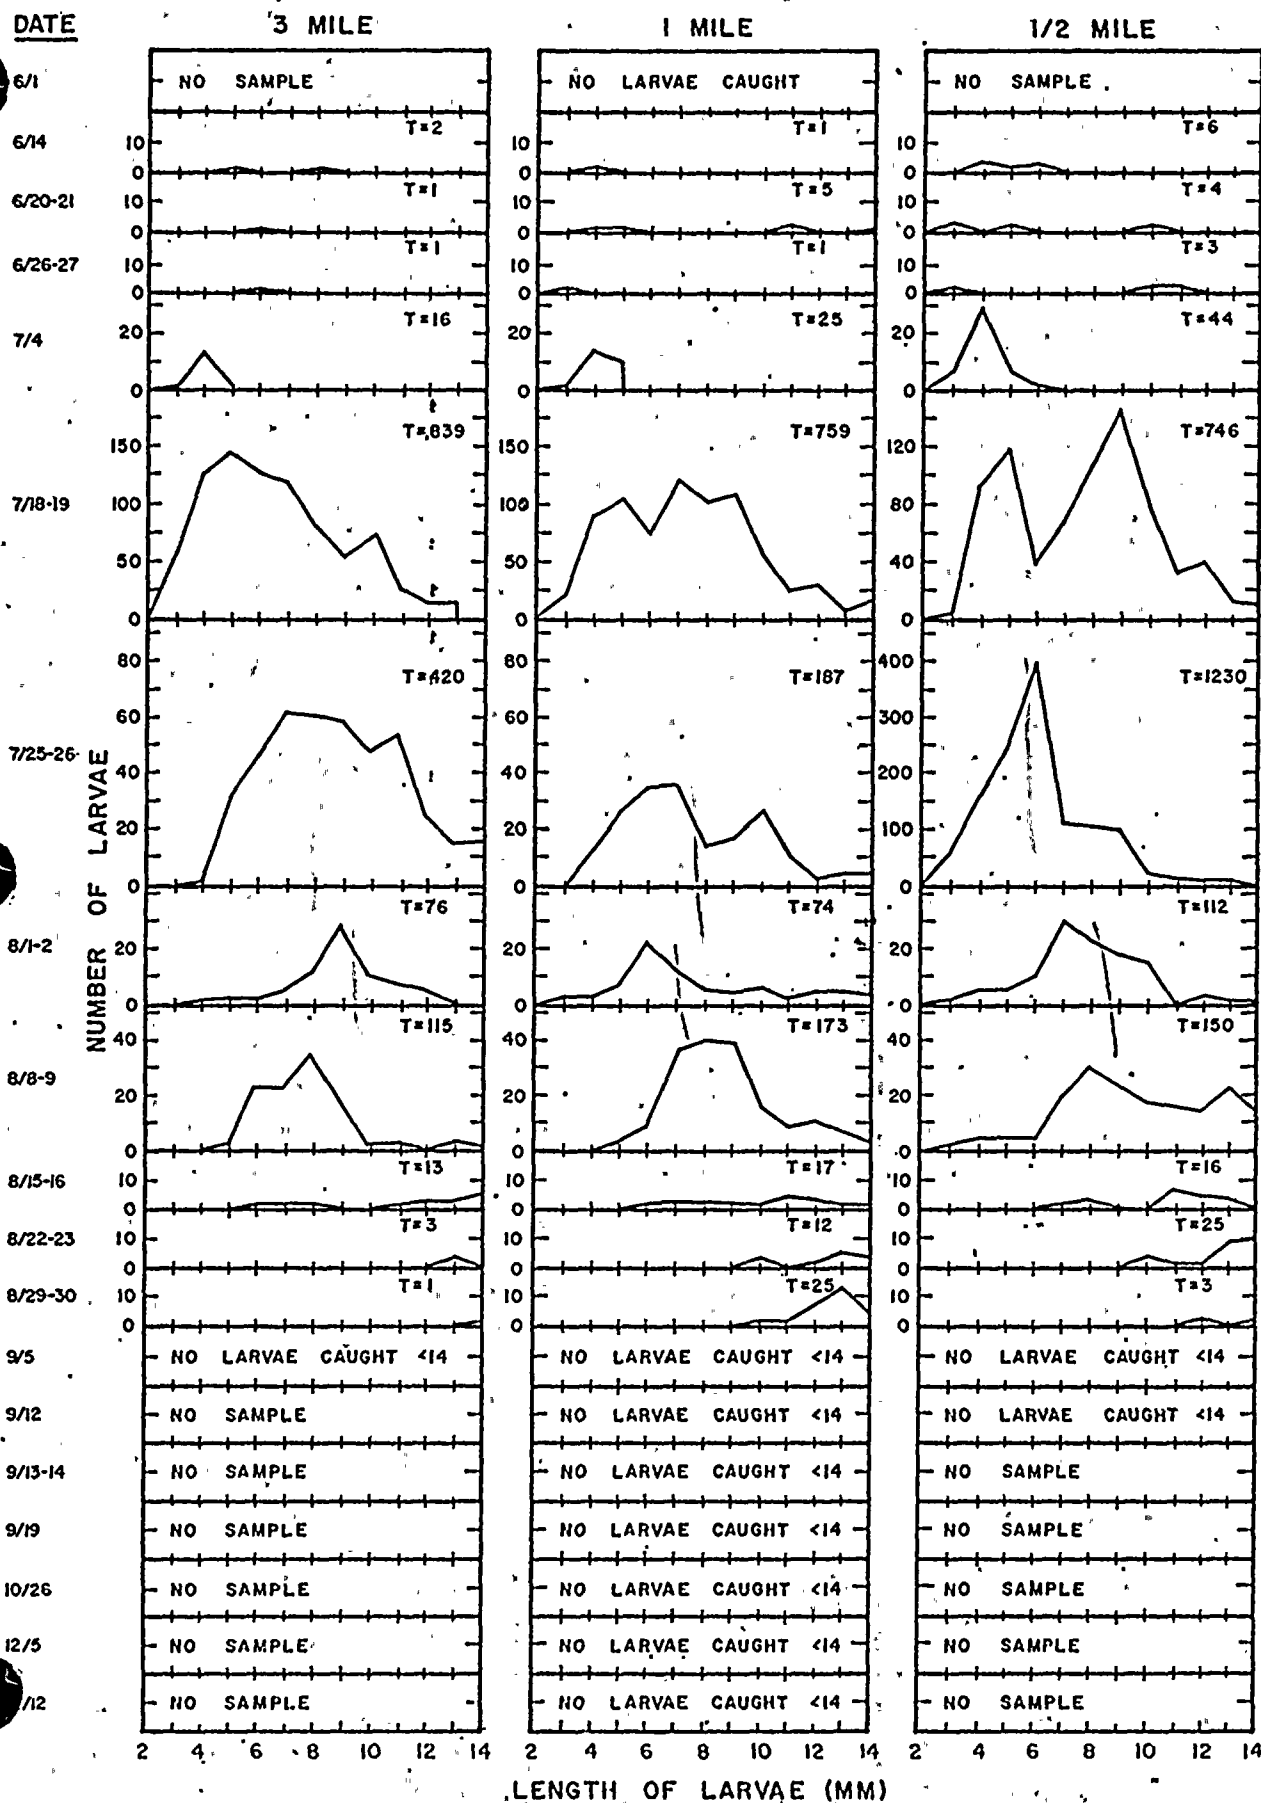 DATE 3 MILE 1 MILE 1/2 MILE
6/1 NO SAMPLE NO LARVAE CAUGHT NO SAMPLE
T=2 T=1 T=6
6/14 10 10 10
0 0 0
T=1 T=5 T=4
6/20-21 10 10 10
0 0 0
T=1 T=1 T=3
6/26-27 10 10 10
0 0 0
T=16 T=25 T=44
7/4 20 20 20
0 0 0
T=839 T=759 T=746
150 150 120
7/18-19 100 100 80
50 50 40
0 0 0
80 80 400
T=420 T=187 T=1230
60 60 300
7/25-26
40 40 200
20 20 100
0 0 0
NUMBER OF LARVAE
T=76 T=74 T=112
8/1-2 20 20 20
0 0 0
T=115 T=173 T=150
40 40 40
8/8-9
20 20 20
0 0 0
T=13 T=17 T=16
8/15-16 10 10 10
0 0 0
T=3 T=12 T=25
8/22-23 10 10 10
0 0 0
T=1 T=25 T=3
8/29-30 10 10 10
0 0 0
9/5 NO LARVAE CAUGHT <14 NO LARVAE CAUGHT <14 NO LARVAE CAUGHT <14
9/12 NO SAMPLE NO LARVAE CAUGHT <14 NO LARVAE CAUGHT <14
9/13-14 NO SAMPLE NO LARVAE CAUGHT <14 NO SAMPLE
9/19 NO SAMPLE NO LARVAE CAUGHT <14 NO SAMPLE
10/26 NO SAMPLE NO LARVAE CAUGHT <14 NO SAMPLE
12/5 NO SAMPLE NO LARVAE CAUGHT <14 NO SAMPLE
/12 NO SAMPLE NO LARVAE CAUGHT <14 NO SAMPLE
2 4 6 8 10 12 14 2 4 6 8 10 12 14 2 4 6 8 10 12 14
LENGTH OF LARVAE (MM)